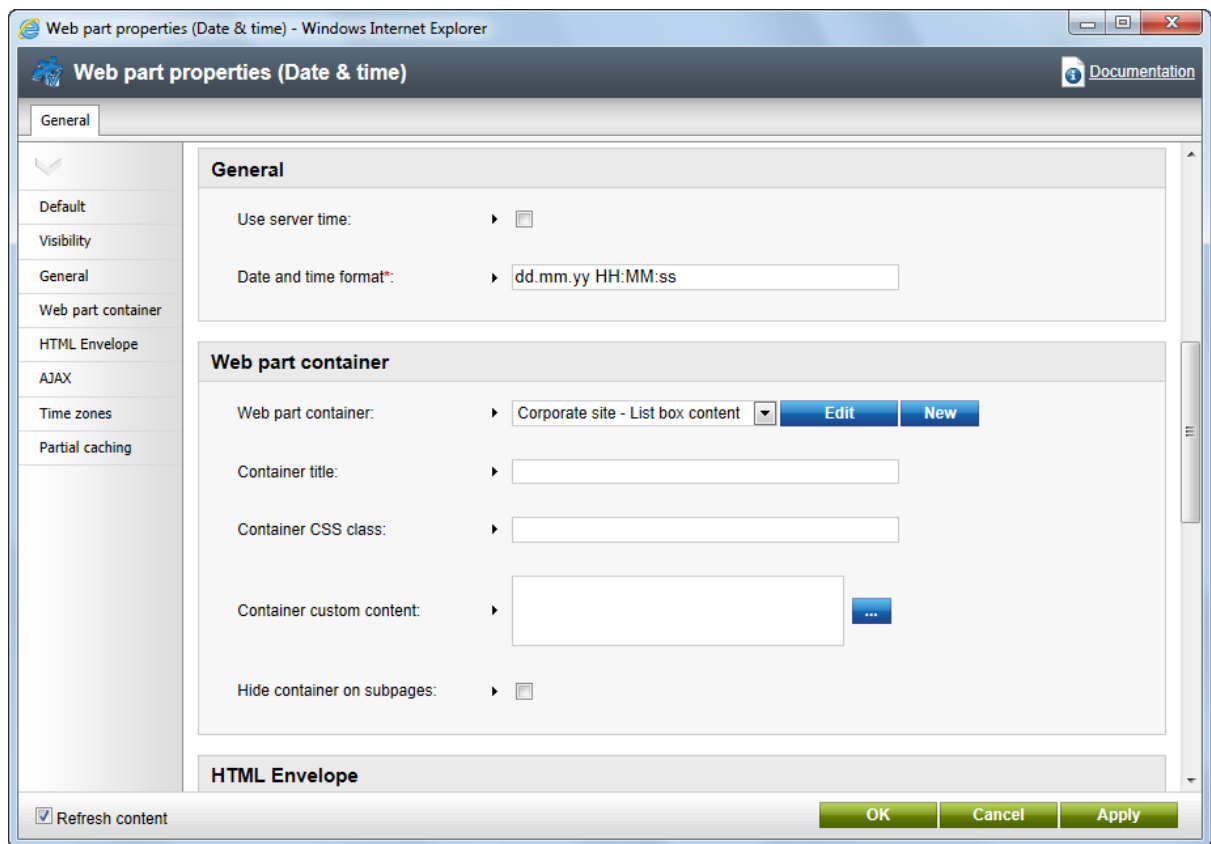 Web part properties (Date & time) - Windows Internet Explorer
Web part properties (Date & time)
Documentation
General
Default
Visibility
General
Web part container
HTML Envelope
AJAX
Time zones
Partial caching
General
Use server time:
Date and time format*: dd.mm.yy HH:MM:ss
Web part container
Web part container: Corporate site - List box content Edit New
Container title:
Container CSS class:
Container custom content: ...
Hide container on subpages:
HTML Envelope
Refresh content
OK Cancel Apply